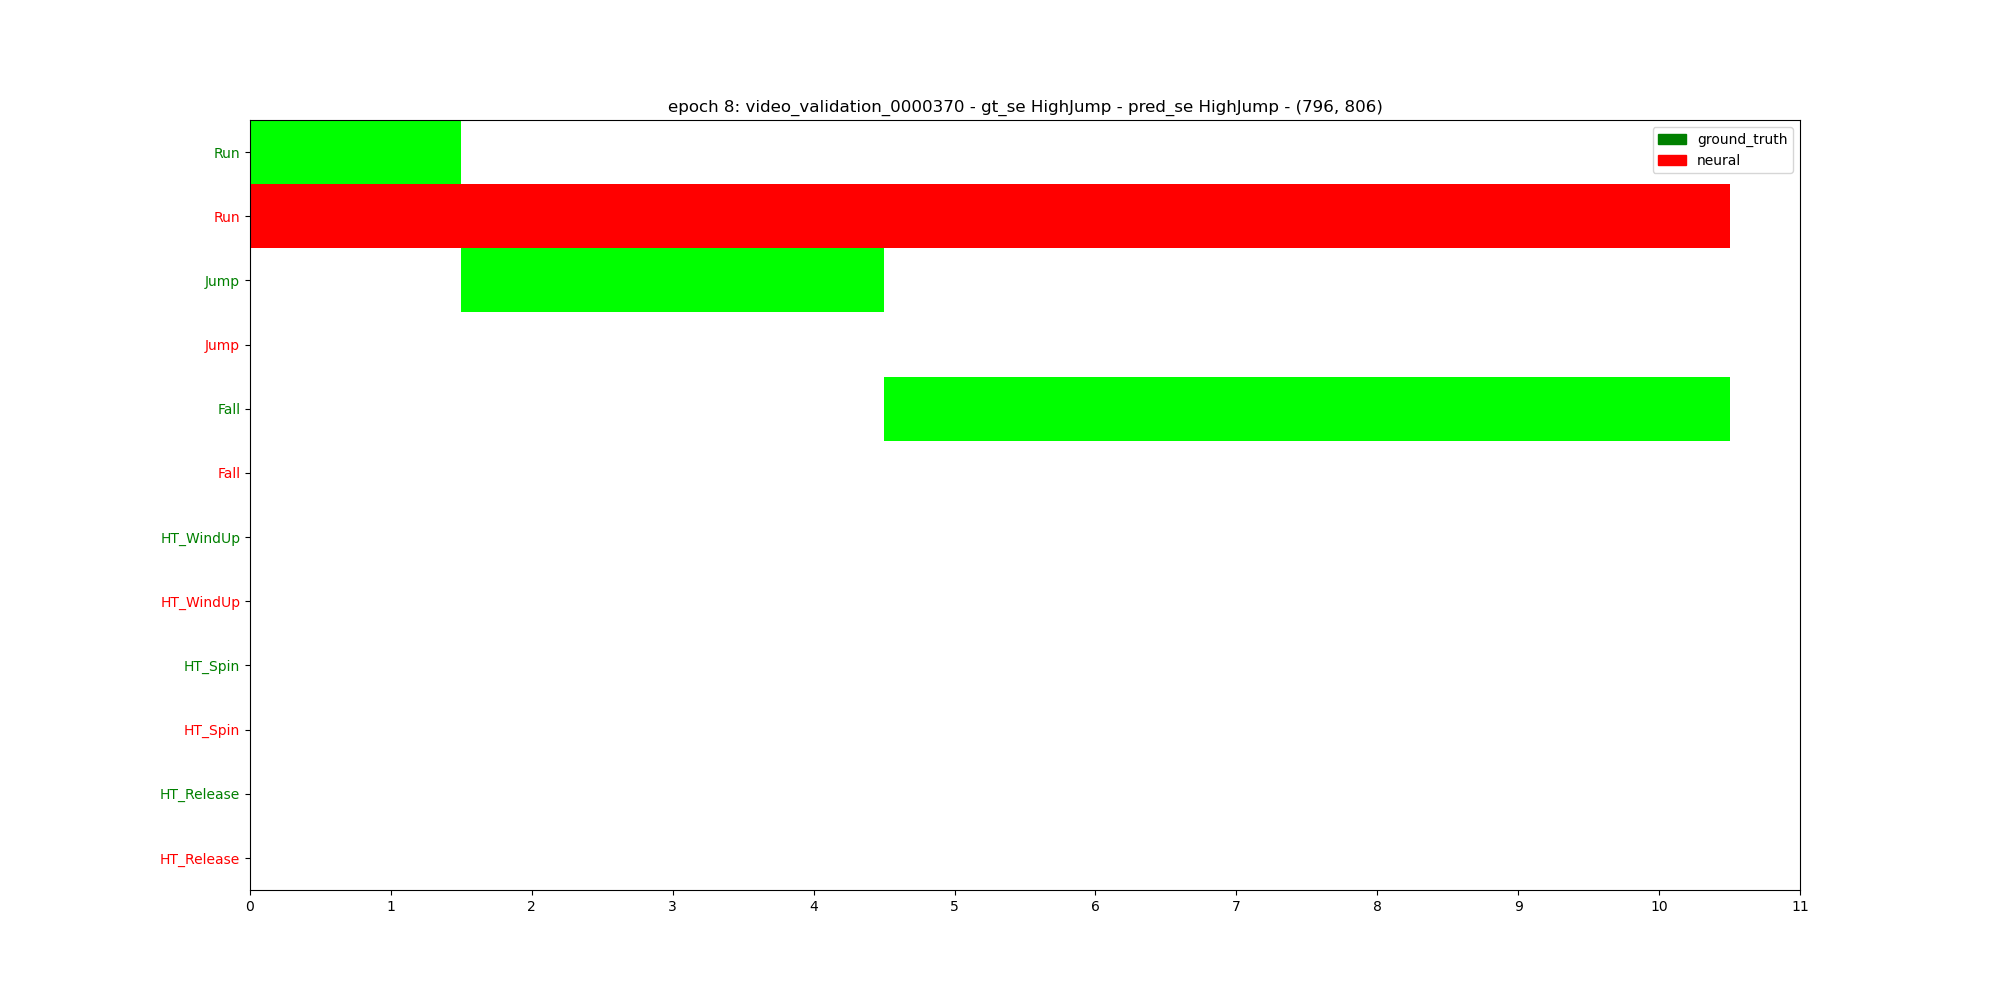 epoch 8: video_validation_0000370 - gt_se HighJump - pred_se HighJump - (796, 806)
ground_truth
neural
Run
Run
Jump
Jump
Fall
Fall
HT_WindUp
HT_WindUp
HT_Spin
HT_Spin
HT_Release
HT_Release
0 1 2 3 4 5 6 7 8 9 10 11